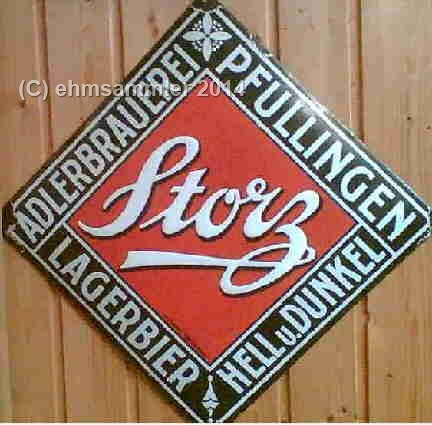 (C) ehmsammler 2014
ADLERBRAUEREI
PFULLINGEN
Storz
LAGERBIER
HELL u. DUNKEL